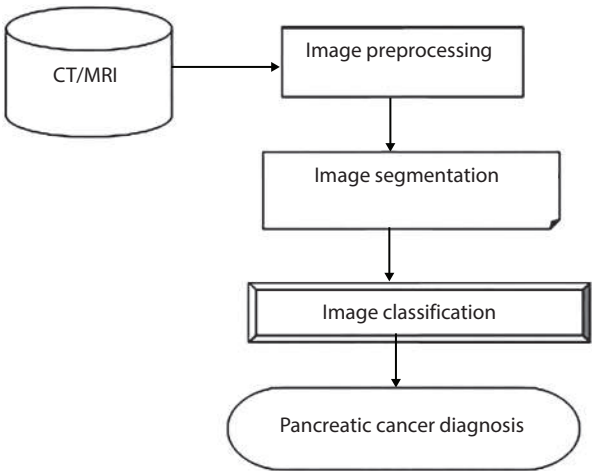 CT/MRI
Image preprocessing
Image segmentation
Image classification
Pancreatic cancer diagnosis